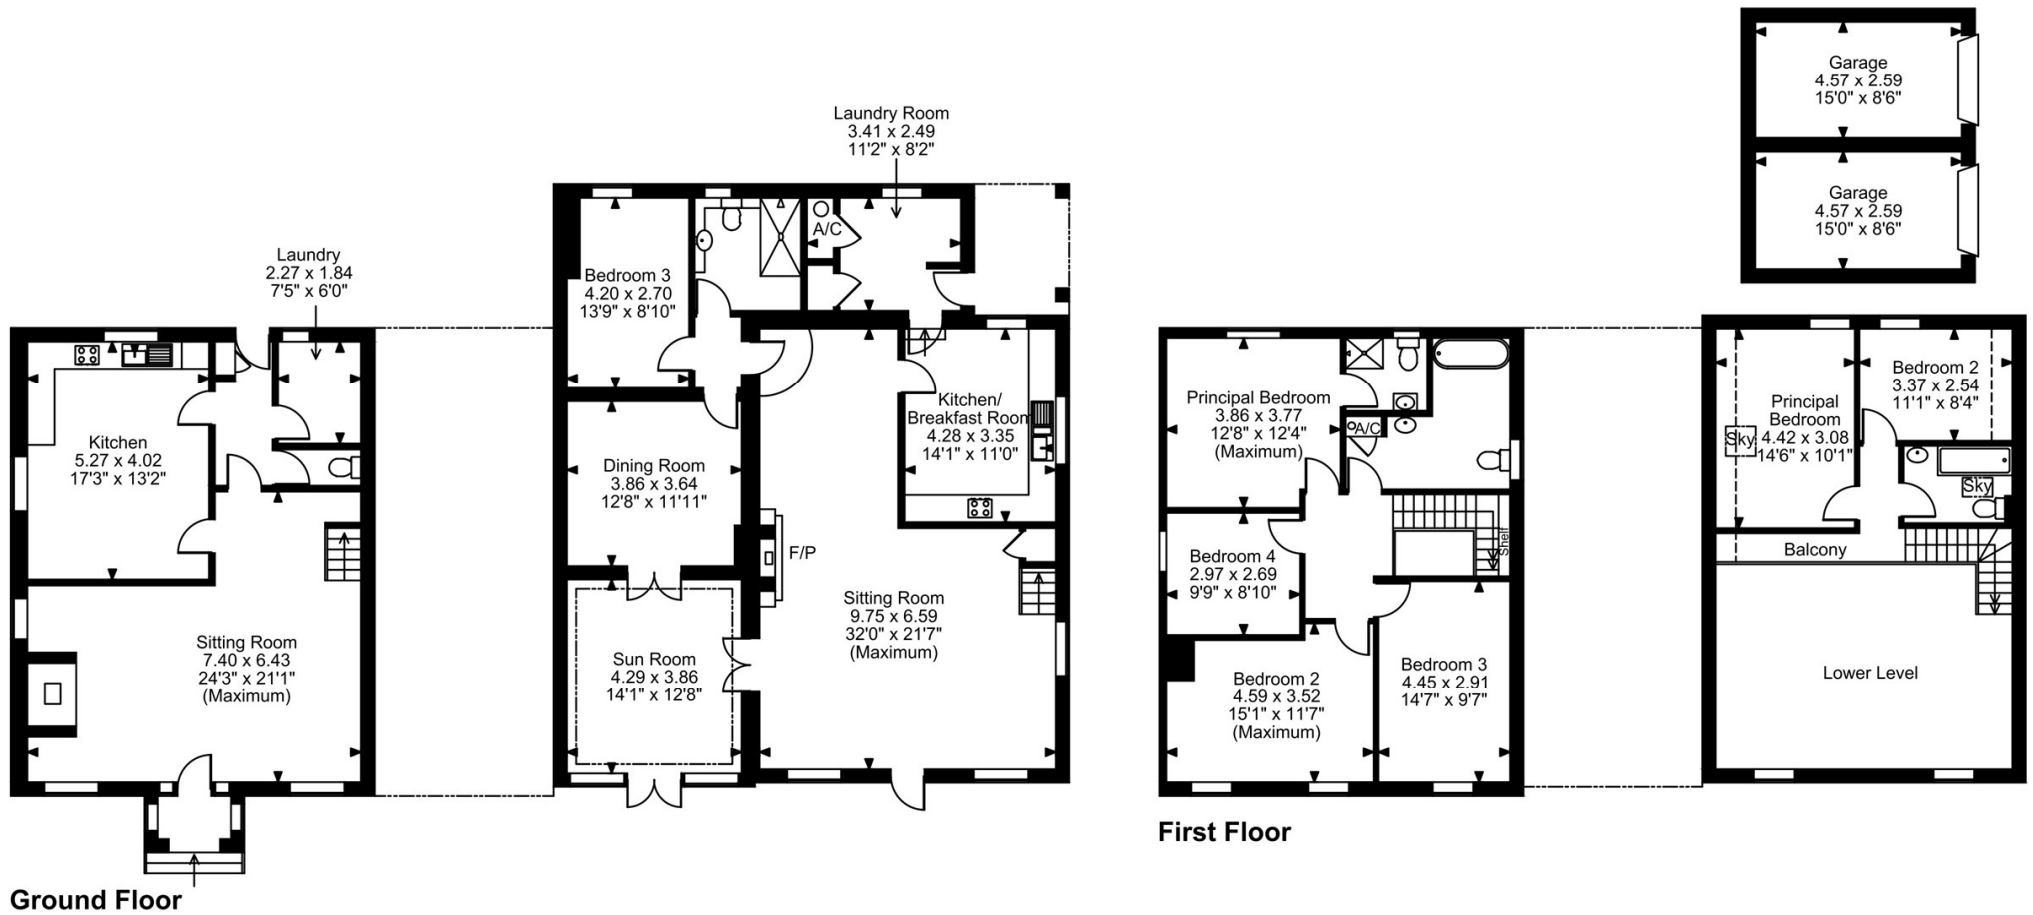 Garage
4.57 x 2.59
15'0" x 8'6"
Garage
4.57 x 2.59
15'0" x 8'6"
Laundry Room
3.41 x 2.49
11'2" x 8'2"
A/C
Laundry
2.27 x 1.84
7'5" x 6'0"
Bedroom 3
4.20 x 2.70
13'9" x 8'10"
Kitchen
5.27 x 4.02
17'3" x 13'2"
Dining Room
3.86 x 3.64
12'8" x 11'11"
Kitchen/
Breakfast Room
4.28 x 3.35
14'1" x 11'0"
F/P
Sitting Room
7.40 x 6.43
24'3" x 21'1"
(Maximum)
Sun Room
4.29 x 3.86
14'1" x 12'8"
Sitting Room
9.75 x 6.59
32'0" x 21'7"
(Maximum)
Ground Floor
Principal Bedroom
3.86 x 3.77
12'8" x 12'4"
(Maximum)
A/C
Bedroom 4
2.97 x 2.69
9'9" x 8'10"
Shelf
Bedroom 2
4.59 x 3.52
15'1" x 11'7"
(Maximum)
Bedroom 3
4.45 x 2.91
14'7" x 9'7"
Principal
Bedroom
4.42 x 3.08
14'6" x 10'1"
Sky
Bedroom 2
3.37 x 2.54
11'1" x 8'4"
Sky
Balcony
Lower Level
First Floor